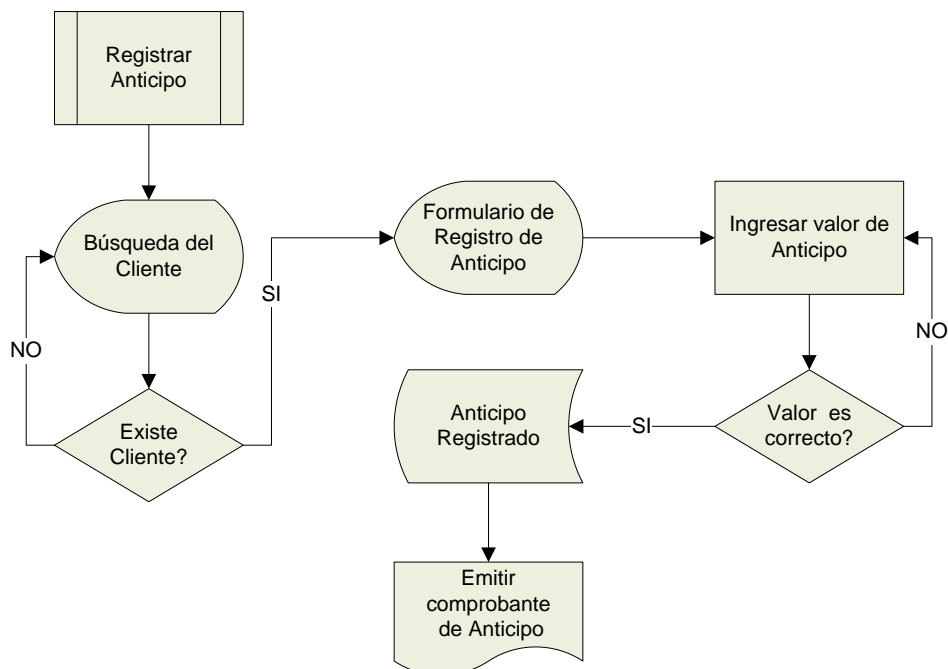 Registrar
Anticipo
Búsqueda del
Cliente
NO
Existe
Cliente?
SI
Formulario de
Registro de
Anticipo
Ingresar valor de
Anticipo
NO
Valor es
correcto?
SI
Anticipo
Registrado
Emitir
comprobante
de Anticipo